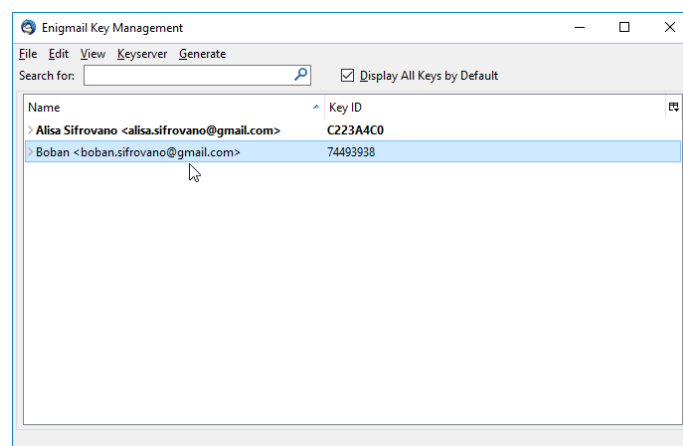 Enigmail Key Management
File Edit View Keyserver Generate
Search for: Display All Keys by Default
Name Key ID
Alisa Sifrovano <alisa.sifrovano@gmail.com> C223A4C0
Boban <boban.sifrovano@gmail.com> 74493938